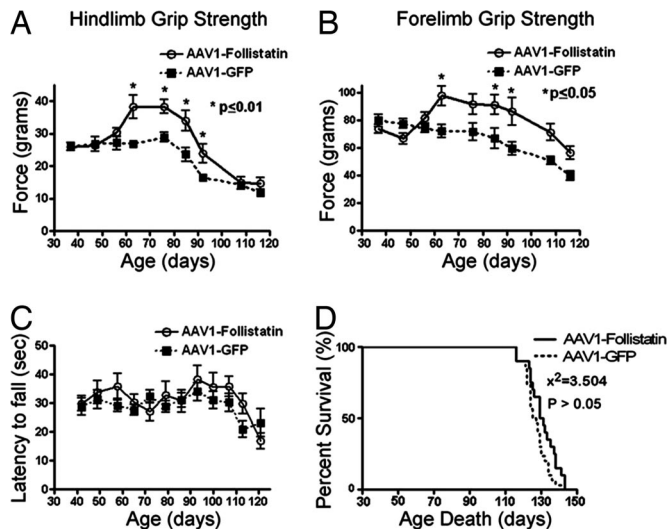 A
Hindlimb Grip Strength
AAV1-Follistatin
AAV1-GFP
* * * *
* p≤0.01
Force (grams)
40
30
20
10
0
30 40 50 60 70 80 90 100 110 120
Age (days)
B
Forelimb Grip Strength
AAV1-Follistatin
AAV1-GFP
* * *
* p≤0.05
Force (grams)
100
80
60
40
20
0
30 40 50 60 70 80 90 100 110 120
Age (days)
C
AAV1-Follistatin
AAV1-GFP
Latency to fall (sec)
50
40
30
20
10
0
30 40 50 60 70 80 90 100 110 120
Age (days)
D
AAV1-Follistatin
AAV1-GFP
x²=3.504
P > 0.05
Percent Survival (%)
100
50
0
30 50 70 90 110 130 150
Age Death (days)